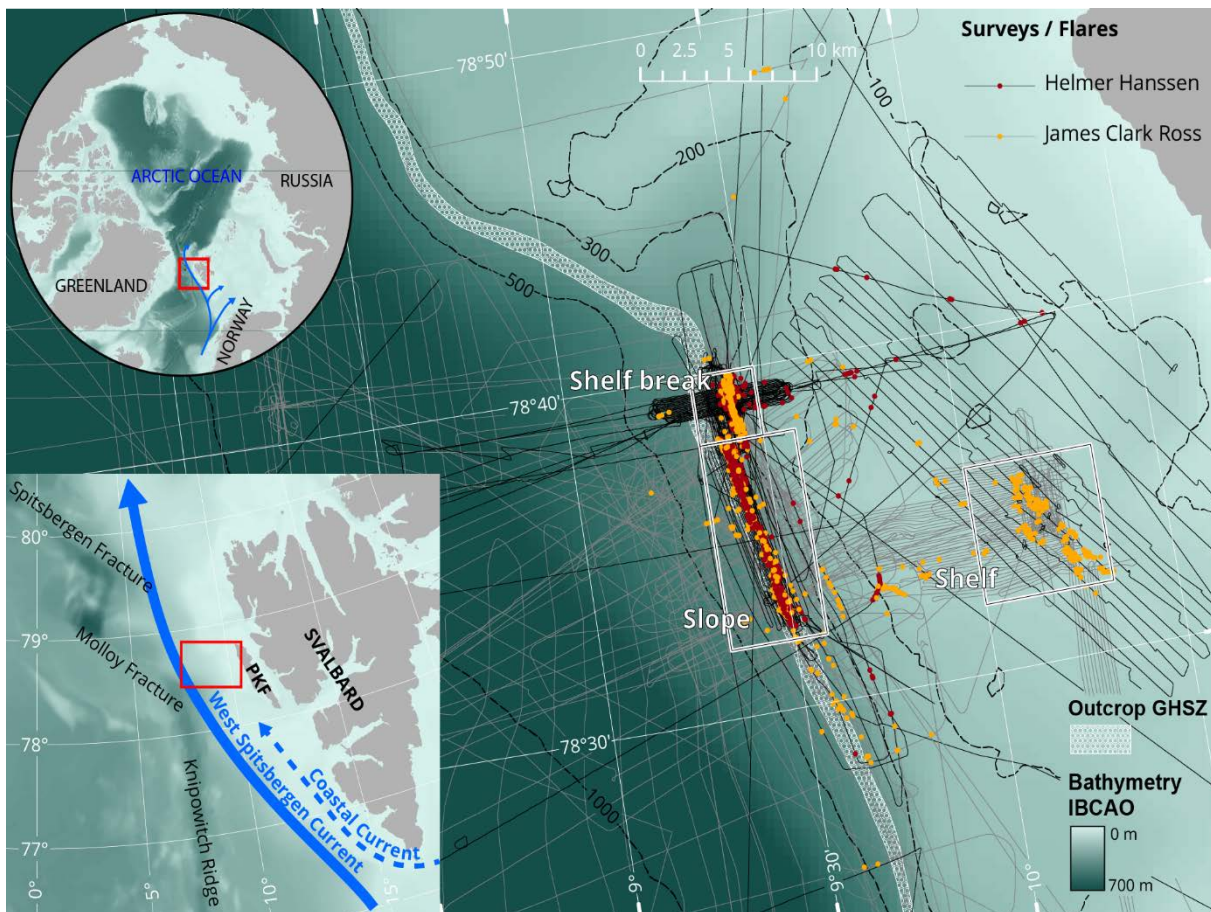 Surveys / Flares
Helmer Hanssen
James Clark Ross
0 2.5 5 10 km
78°50'
78°40'
78°30'
9°
9°30'
10°
100
200
300
500
1000
Shelf break
Slope
Shelf
Outcrop GHSZ
Bathymetry
IBCAO
0 m
700 m
ARCTIC OCEAN
RUSSIA
GREENLAND
NORWAY
Spitsbergen Fracture
Molloy Fracture
Knipowitch Ridge
West Spitsbergen Current
Coastal Current
PKF
SVALBARD
80°
79°
78°
77°
0°
5°
10°
15°